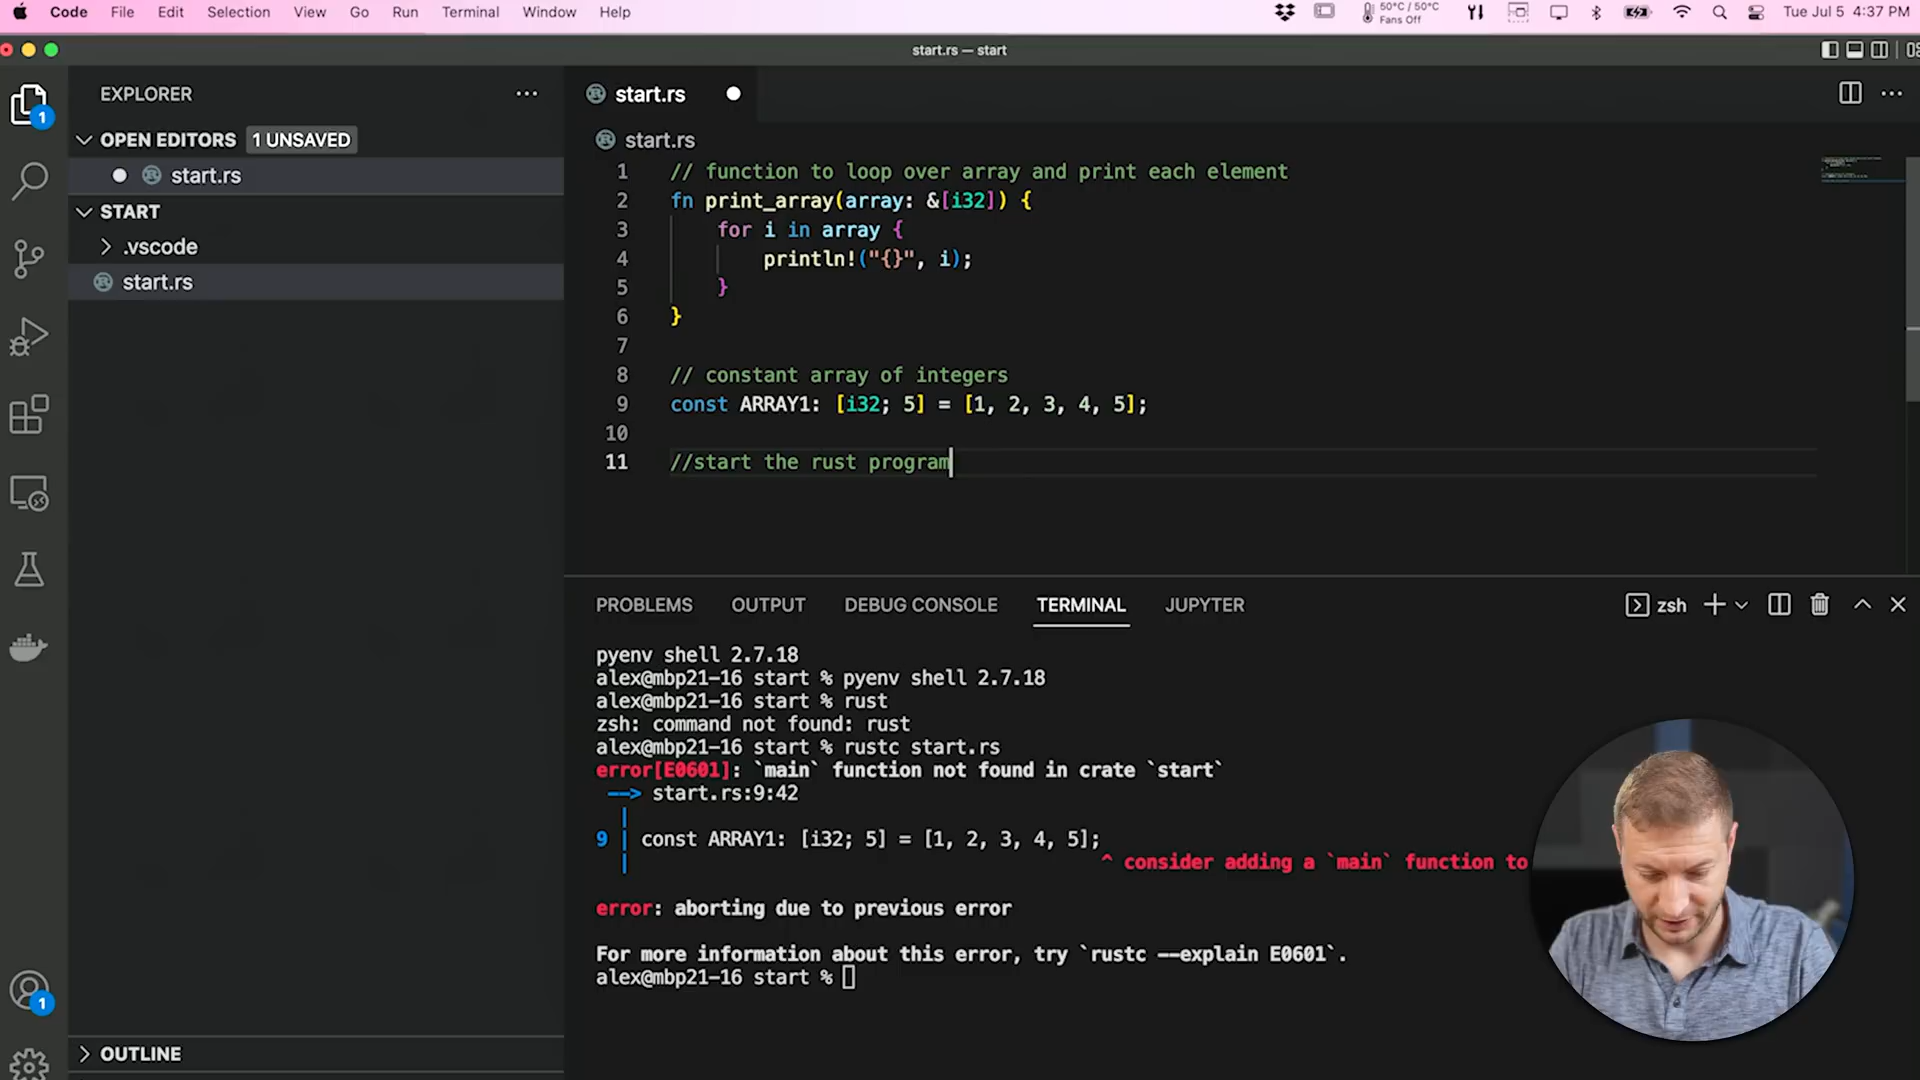 Code File Edit Selection View Go Run Terminal Window Help 50°C / 50°C Fans Off Tue Jul 5 4:37 PM
start.rs — start
EXPLORER
OPEN EDITORS 1 UNSAVED
start.rs
START
.vscode
start.rs
OUTLINE
1
1
start.rs
start.rs
1 // function to loop over array and print each element
2 fn print_array(array: &[i32]) {
3 for i in array {
4 println!("{}", i);
5 }
6 }
7
8 // constant array of integers
9 const ARRAY1: [i32; 5] = [1, 2, 3, 4, 5];
10
11 //start the rust program
PROBLEMS OUTPUT DEBUG CONSOLE TERMINAL JUPYTER zsh
pyenv shell 2.7.18
alex@mbp21-16 start % pyenv shell 2.7.18
alex@mbp21-16 start % rust
zsh: command not found: rust
alex@mbp21-16 start % rustc start.rs
error[E0601]: `main` function not found in crate `start`
--> start.rs:9:42
|
9 | const ARRAY1: [i32; 5] = [1, 2, 3, 4, 5];
| ^ consider adding a `main` function to
error: aborting due to previous error
For more information about this error, try `rustc --explain E0601`.
alex@mbp21-16 start %